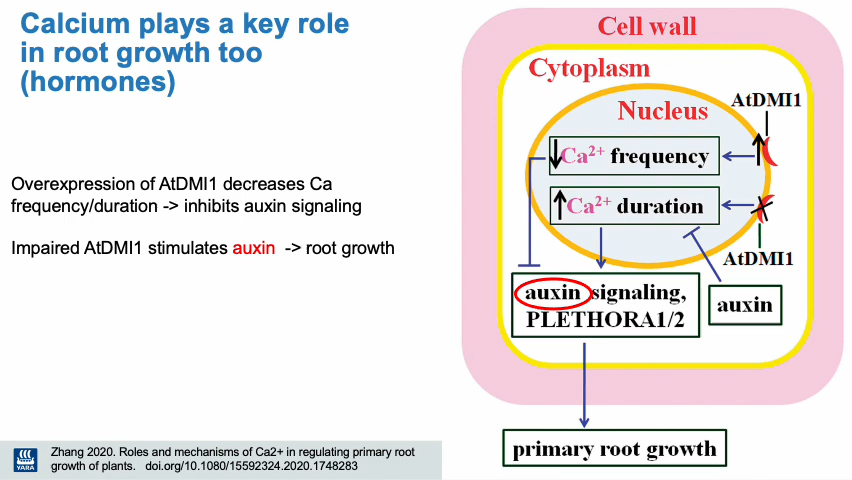 Calcium plays a key role
in root growth too
(hormones)
Overexpression of AtDMI1 decreases Ca
frequency/duration -> inhibits auxin signaling
Impaired AtDMI1 stimulates auxin -> root growth
Cell wall
Cytoplasm
Nucleus
AtDMI1
Ca²⁺ frequency
Ca²⁺ duration
AtDMI1
auxin signaling,
PLETHORA1/2
auxin
primary root growth
YARA
Zhang 2020. Roles and mechanisms of Ca2+ in regulating primary root
growth of plants. doi.org/10.1080/15592324.2020.1748283